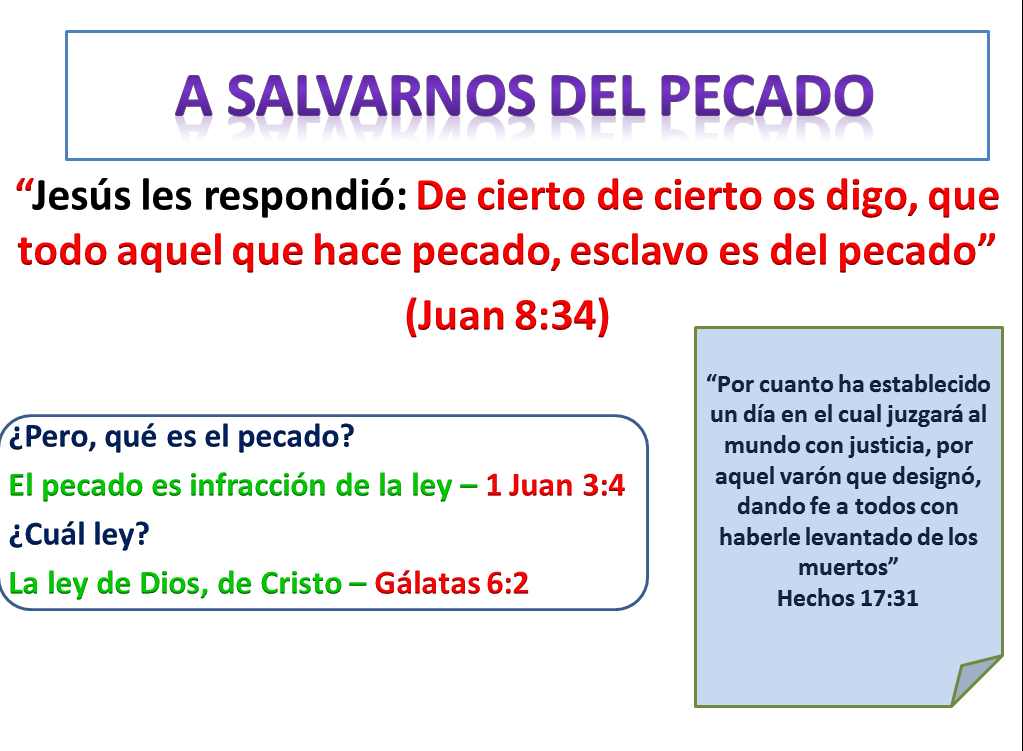 A SALVARNOS DEL PECADO
“Jesús les respondió: De cierto de cierto os digo, que
todo aquel que hace pecado, esclavo es del pecado”
(Juan 8:34)
¿Pero, qué es el pecado?
El pecado es infracción de la ley – 1 Juan 3:4
¿Cuál ley?
La ley de Dios, de Cristo – Gálatas 6:2
“Por cuanto ha establecido
un día en el cual juzgará al
mundo con justicia, por
aquel varón que designó,
dando fe a todos con
haberle levantado de los
muertos”
Hechos 17:31